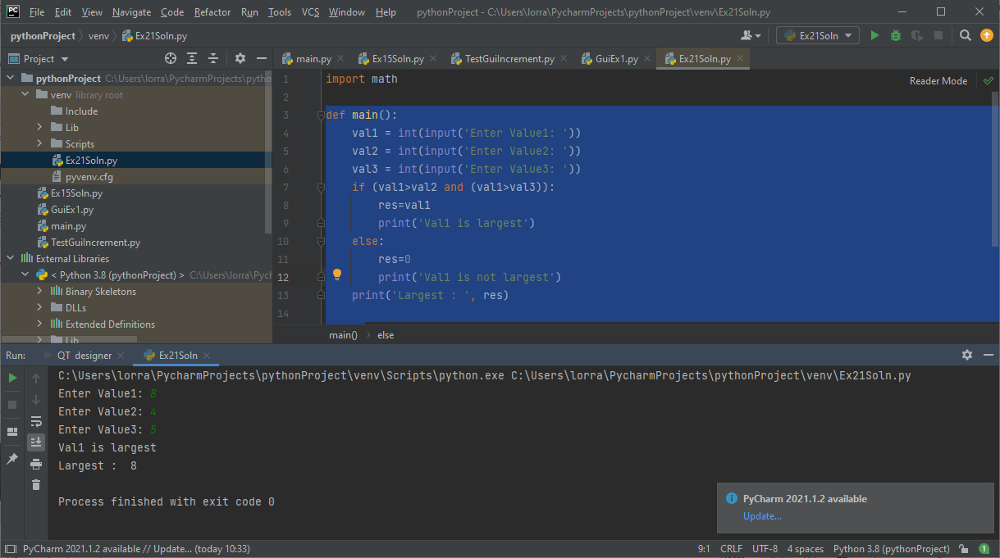 PC File Edit View Navigate Code Refactor Run Tools VCS Window Help pythonProject - C:\Users\lorra\PycharmProjects\pythonProject\venv\Ex21Soln.py
pythonProject venv Ex21Soln.py Ex21Soln
Project main.py Ex15Soln.py TestGuiIncrement.py GuiEx1.py Ex21Soln.py
pythonProject C:\Users\lorra\PycharmProjects\pytho
venv library root
Include
Lib
Scripts
Ex21Soln.py
pyvenv.cfg
Ex15Soln.py
GuiEx1.py
main.py
TestGuiIncrement.py
External Libraries
< Python 3.8 (pythonProject) > C:\Users\lorra\Pych
Binary Skeletons
DLLs
Extended Definitions
Lib
Reader Mode
1 import math
2
3 def main():
4 val1 = int(input('Enter Value1: '))
5 val2 = int(input('Enter Value2: '))
6 val3 = int(input('Enter Value3: '))
7 if (val1>val2 and (val1>val3)):
8 res=val1
9 print('Val1 is largest')
10 else:
11 res=0
12 print('Val1 is not largest')
13 print('Largest : ', res)
14
main() else
Run: QT designer Ex21Soln
C:\Users\lorra\PycharmProjects\pythonProject\venv\Scripts\python.exe C:\Users\lorra\PycharmProjects\pythonProject\venv\Ex21Soln.py
Enter Value1: 8
Enter Value2: 4
Enter Value3: 5
Val1 is largest
Largest :  8
Process finished with exit code 0
PyCharm 2021.1.2 available
Update...
PyCharm 2021.1.2 available // Update... (today 10:33) 9:1 CRLF UTF-8 4 spaces Python 3.8 (pythonProject) 1